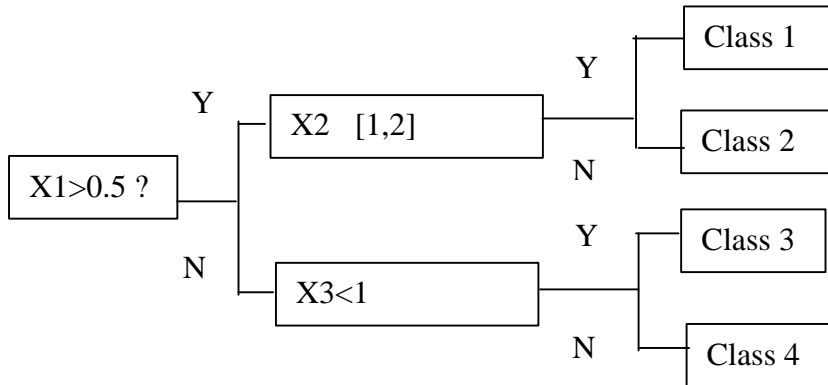 Class 1
Y
Y
X2 [1,2]
Class 2
N
X1>0.5 ?
Y
Class 3
N
X3<1
N
Class 4